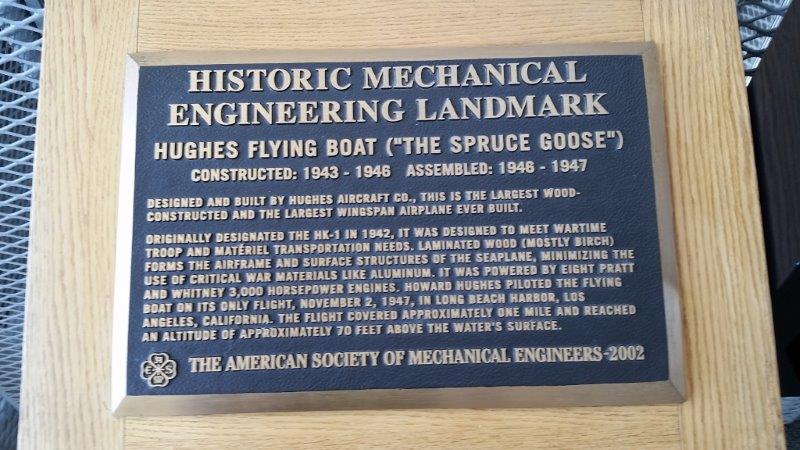 HISTORIC MECHANICAL
ENGINEERING LANDMARK
HUGHES FLYING BOAT ("THE SPRUCE GOOSE")
CONSTRUCTED: 1943 - 1946 ASSEMBLED: 1946 - 1947
DESIGNED AND BUILT BY HUGHES AIRCRAFT CO., THIS IS THE LARGEST WOOD-
CONSTRUCTED AND THE LARGEST WINGSPAN AIRPLANE EVER BUILT.
ORIGINALLY DESIGNATED THE HK-1 IN 1942, IT WAS DESIGNED TO MEET WARTIME
TROOP AND MATÉRIEL TRANSPORTATION NEEDS. LAMINATED WOOD (MOSTLY BIRCH)
FORMS THE AIRFRAME AND SURFACE STRUCTURES OF THE SEAPLANE, MINIMIZING THE
USE OF CRITICAL WAR MATERIALS LIKE ALUMINUM. IT WAS POWERED BY EIGHT PRATT
AND WHITNEY 3,000 HORSEPOWER ENGINES. HOWARD HUGHES PILOTED THE FLYING
BOAT ON ITS ONLY FLIGHT, NOVEMBER 2, 1947, IN LONG BEACH HARBOR, LOS
ANGELES, CALIFORNIA. THE FLIGHT COVERED APPROXIMATELY ONE MILE AND REACHED
AN ALTITUDE OF APPROXIMATELY 70 FEET ABOVE THE WATER'S SURFACE.
THE AMERICAN SOCIETY OF MECHANICAL ENGINEERS-2002